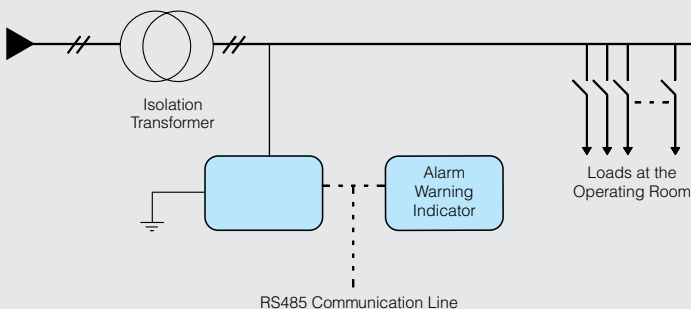 Isolation
Transformer
Alarm
Warning
Indicator
Loads at the
Operating Room
RS485 Communication Line